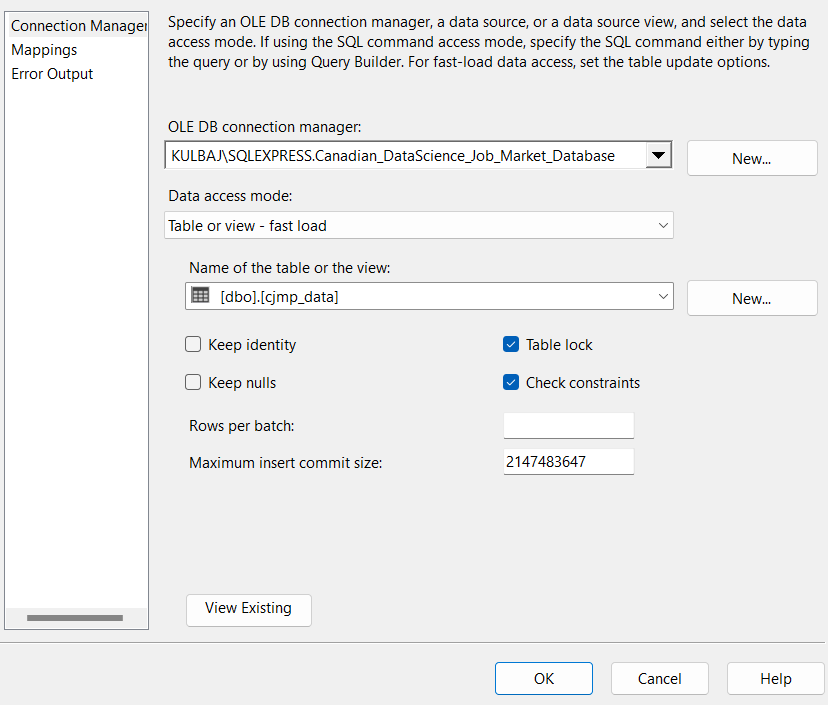 Connection Manager
Mappings
Error Output
Specify an OLE DB connection manager, a data source, or a data source view, and select the data
access mode. If using the SQL command access mode, specify the SQL command either by typing
the query or by using Query Builder. For fast-load data access, set the table update options.
OLE DB connection manager:
KULBAJ\SQLEXPRESS.Canadian_DataScience_Job_Market_Database
New...
Data access mode:
Table or view - fast load
Name of the table or the view:
[dbo].[cjmp_data]
New...
Keep identity
Table lock
Keep nulls
Check constraints
Rows per batch:
Maximum insert commit size:
2147483647
View Existing
OK
Cancel
Help